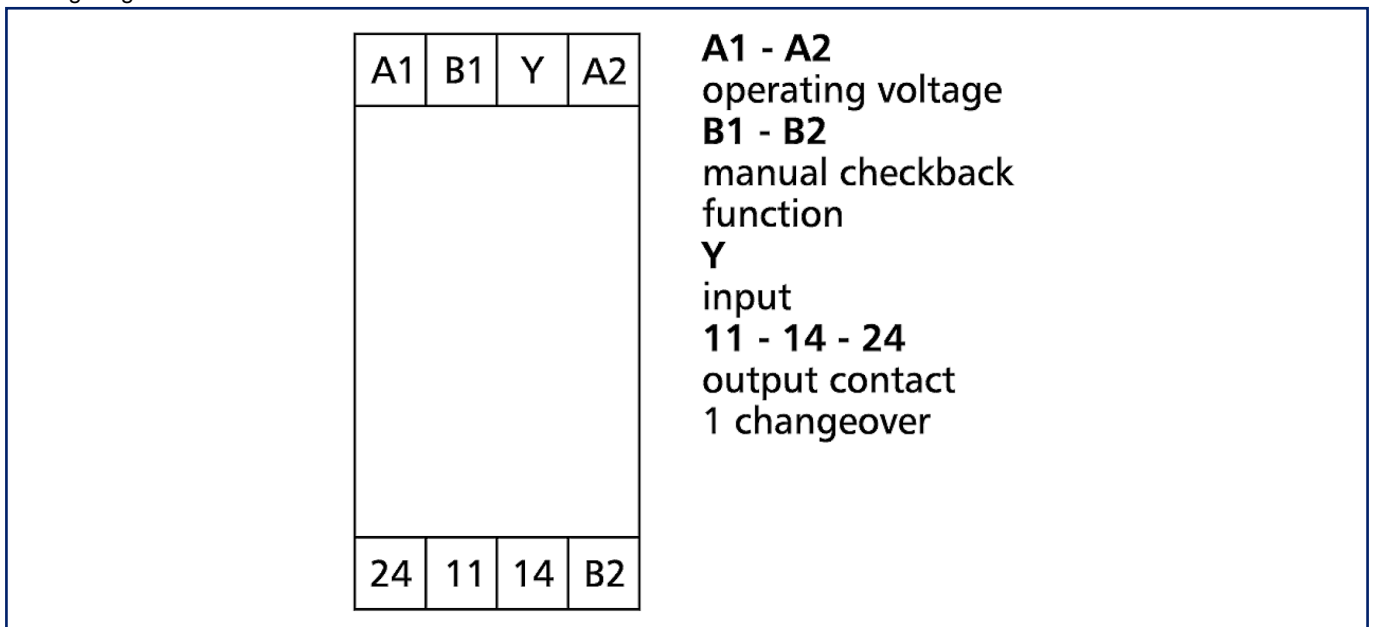 A1 B1 Y A2
24 11 14 B2
A1 - A2
operating voltage
B1 - B2
manual checkback
function
Y
input
11 - 14 - 24
output contact
1 changeover